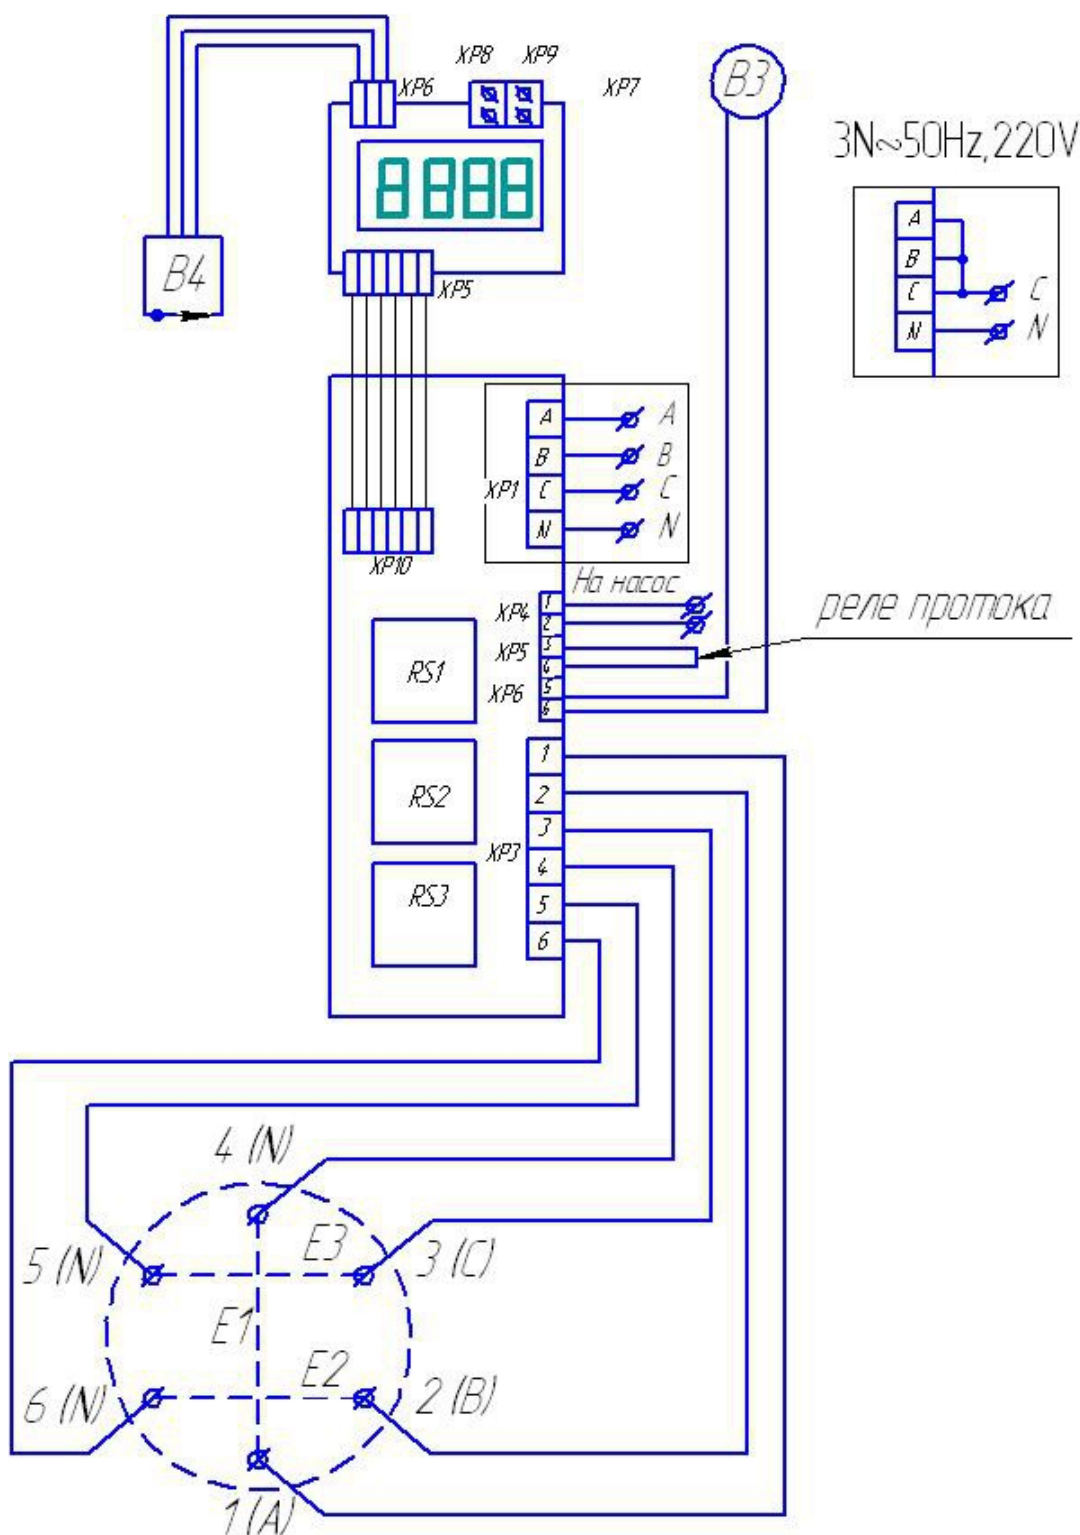 XP8 XP9
XP6
XP7
B3
3N~50Hz,220V
8888
A
B
C C
N N
B4
XP5
A A
B B
XP1 C C
N N
XP10
На насос
1
XP4 2
реле протока
3
XP5 4
5
XP6 6
RS1
1
RS2 2
3
XP3
4
RS3
5
6
4 (N)
E3
5 (N) 3 (C)
E1
E2
6 (N) 2 (B)
1 (A)